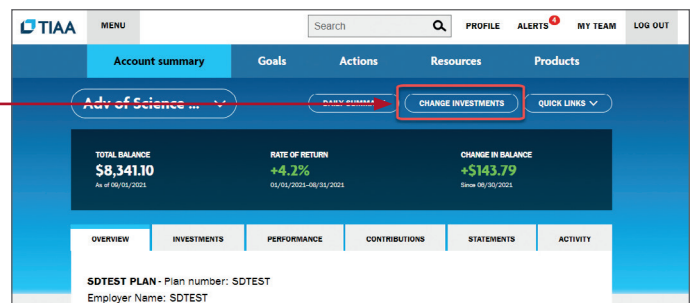 TIAA MENU Search PROFILE ALERTS 4 MY TEAM LOG OUT
Account summary Goals Actions Resources Products
Adv of Science ... DAILY SUMMARY CHANGE INVESTMENTS QUICK LINKS
TOTAL BALANCE RATE OF RETURN CHANGE IN BALANCE
$8,341.10 +4.2% +$143.79
As of 09/01/2021 01/01/2021-08/31/2021 Since 08/30/2021
OVERVIEW INVESTMENTS PERFORMANCE CONTRIBUTIONS STATEMENTS ACTIVITY
SDTEST PLAN - Plan number: SDTEST
Employer Name: SDTEST